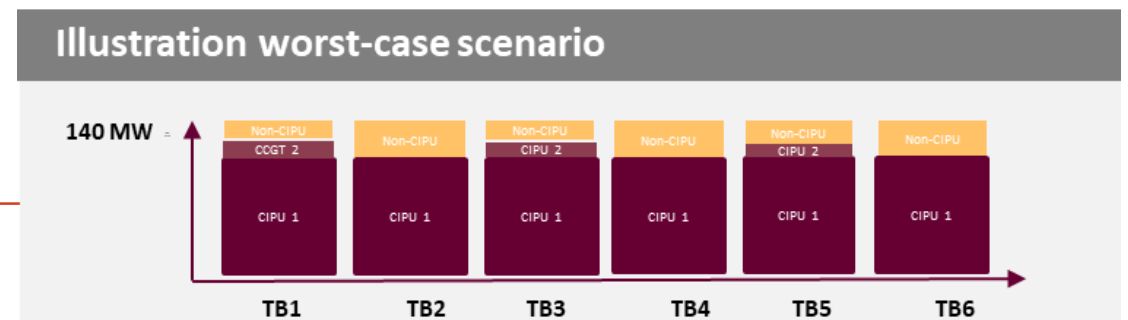 Illustration worst-case scenario
140 MW
Non-CIPU
CCGT 2
CIPU 1
Non-CIPU
CIPU 1
Non-CIPU
CIPU 2
CIPU 1
Non-CIPU
CIPU 1
Non-CIPU
CIPU 2
CIPU 1
Non-CIPU
CIPU 1
TB1 TB2 TB3 TB4 TB5 TB6